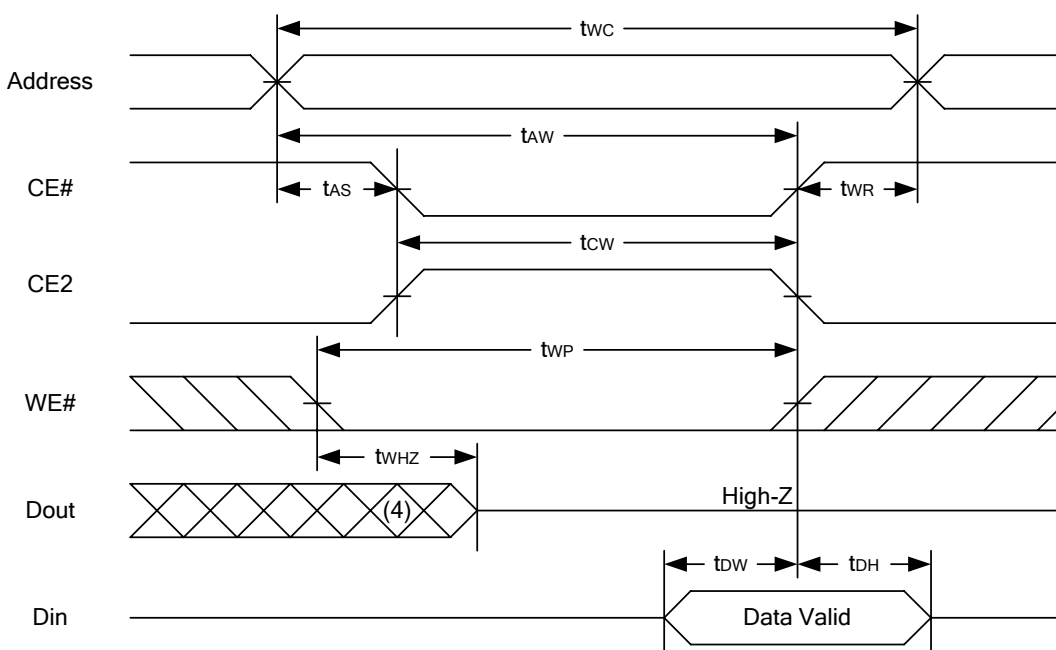 tWC
Address
tAW
CE#
tAS
tWR
tCW
CE2
tWP
WE#
tWHZ
Dout
(4)
High-Z
tDW
tDH
Din
Data Valid